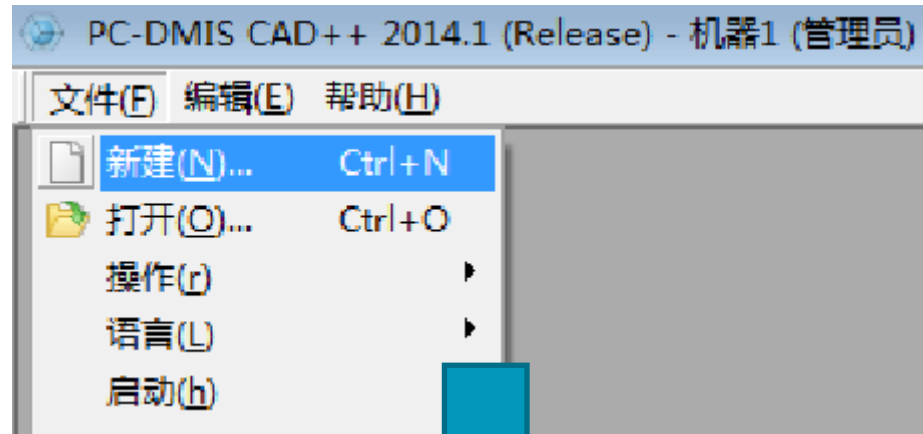 PC-DMIS CAD++ 2014.1 (Release) - 机器1 (管理员)
文件(F) 编辑(E) 帮助(H)
新建(N)... Ctrl+N
打开(O)... Ctrl+O
操作(r)
语言(L)
启动(h)